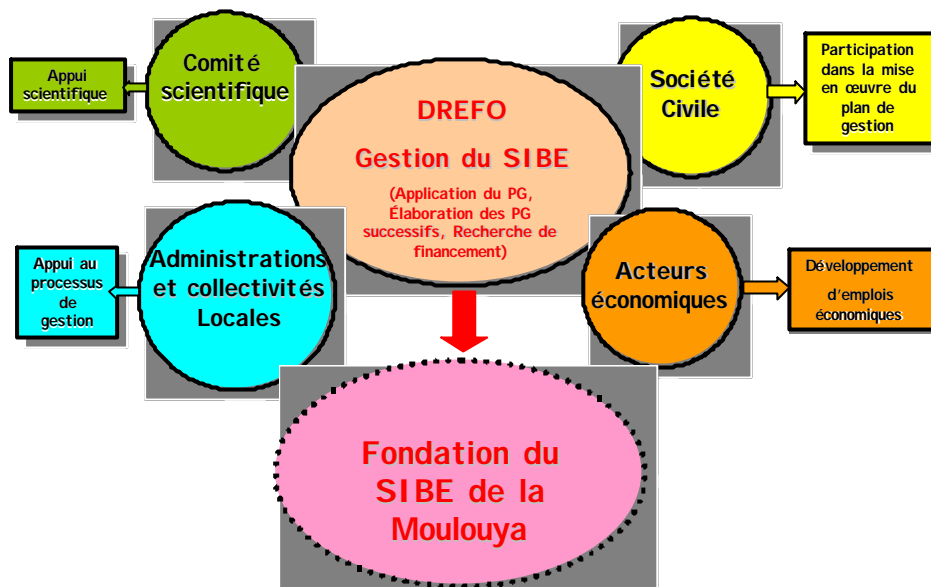 Appui
scientifique
Comité
scientifique
DREFO
Gestion du SIBE
(Application du PG,
Élaboration des PG
successifs, Recherche de
financement)
Société
Civile
Participation
dans la mise
en œuvre du
plan de
gestion
Appui au
processus
de
gestion
Administrations
et collectivités
Locales
Acteurs
économiques
Développement
d'emplois
économiques
Fondation du
SIBE de la
Moulouya